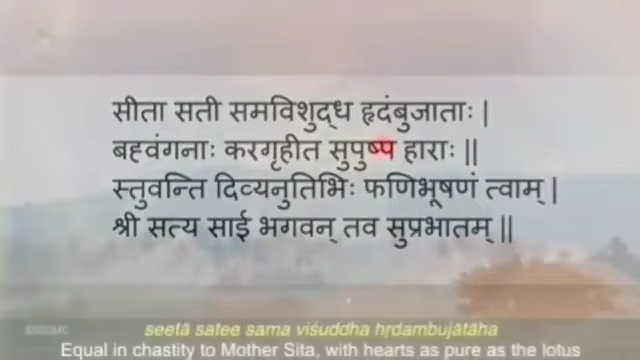 सीता सती समविशुद्ध हृदंबुजाताः |
बह्वंगनाः करगृहीत सुपुष्प हाराः ||
स्तुवन्ति दिव्यनुतिभिः फणिभूषणं त्वाम् |
श्री सत्य साई भगवन् तव सुप्रभातम् ||
seetā satee sama viśuddha hṛdambujātāha
Equal in chastity to Mother Sita, with hearts as pure as the lotus